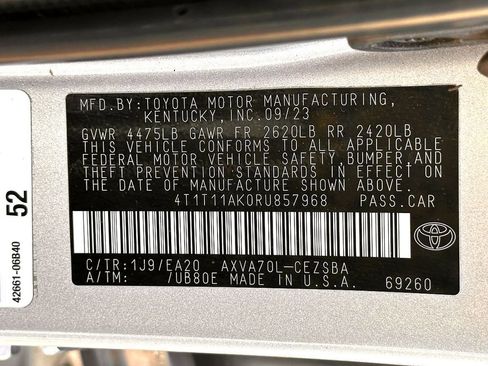 MFD.BY:TOYOTA MOTOR MANUFACTURING,
KENTUCKY, INC.09/23
GVWR 4475LB GAWR FR 2620LB RR 2420LB
THIS VEHICLE CONFORMS TO ALL APPLICABLE
FEDERAL MOTOR VEHICLE SAFETY,BUMPER,AND
THEFT PREVENTION STANDARDS IN EFFECT ON
THE DATE OF MANUFACTURE SHOWN ABOVE.
4T1T11AK0RU857968 PASS.CAR
C/TR:1J9/EA20 AXVA70L-CEZSBA
A/TM: /UB80E MADE IN U.S.A. 69260
52
42661-06B40